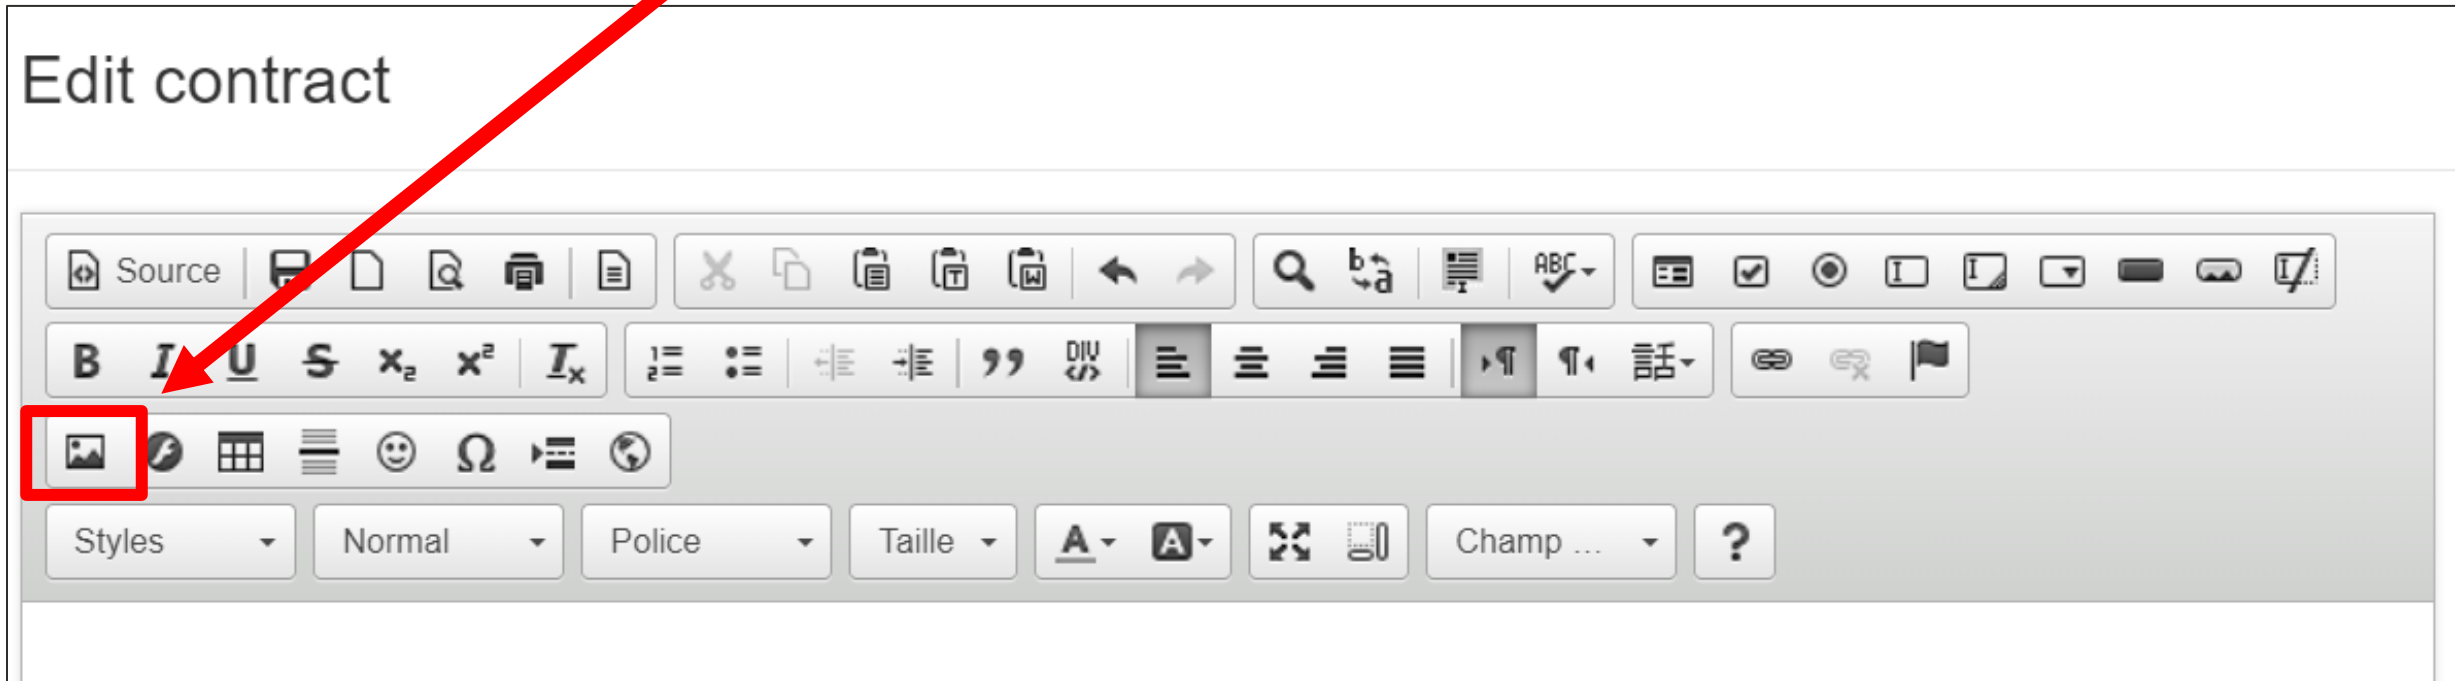 Edit contract
Source
Styles Normal Police Taille Champ ... ?